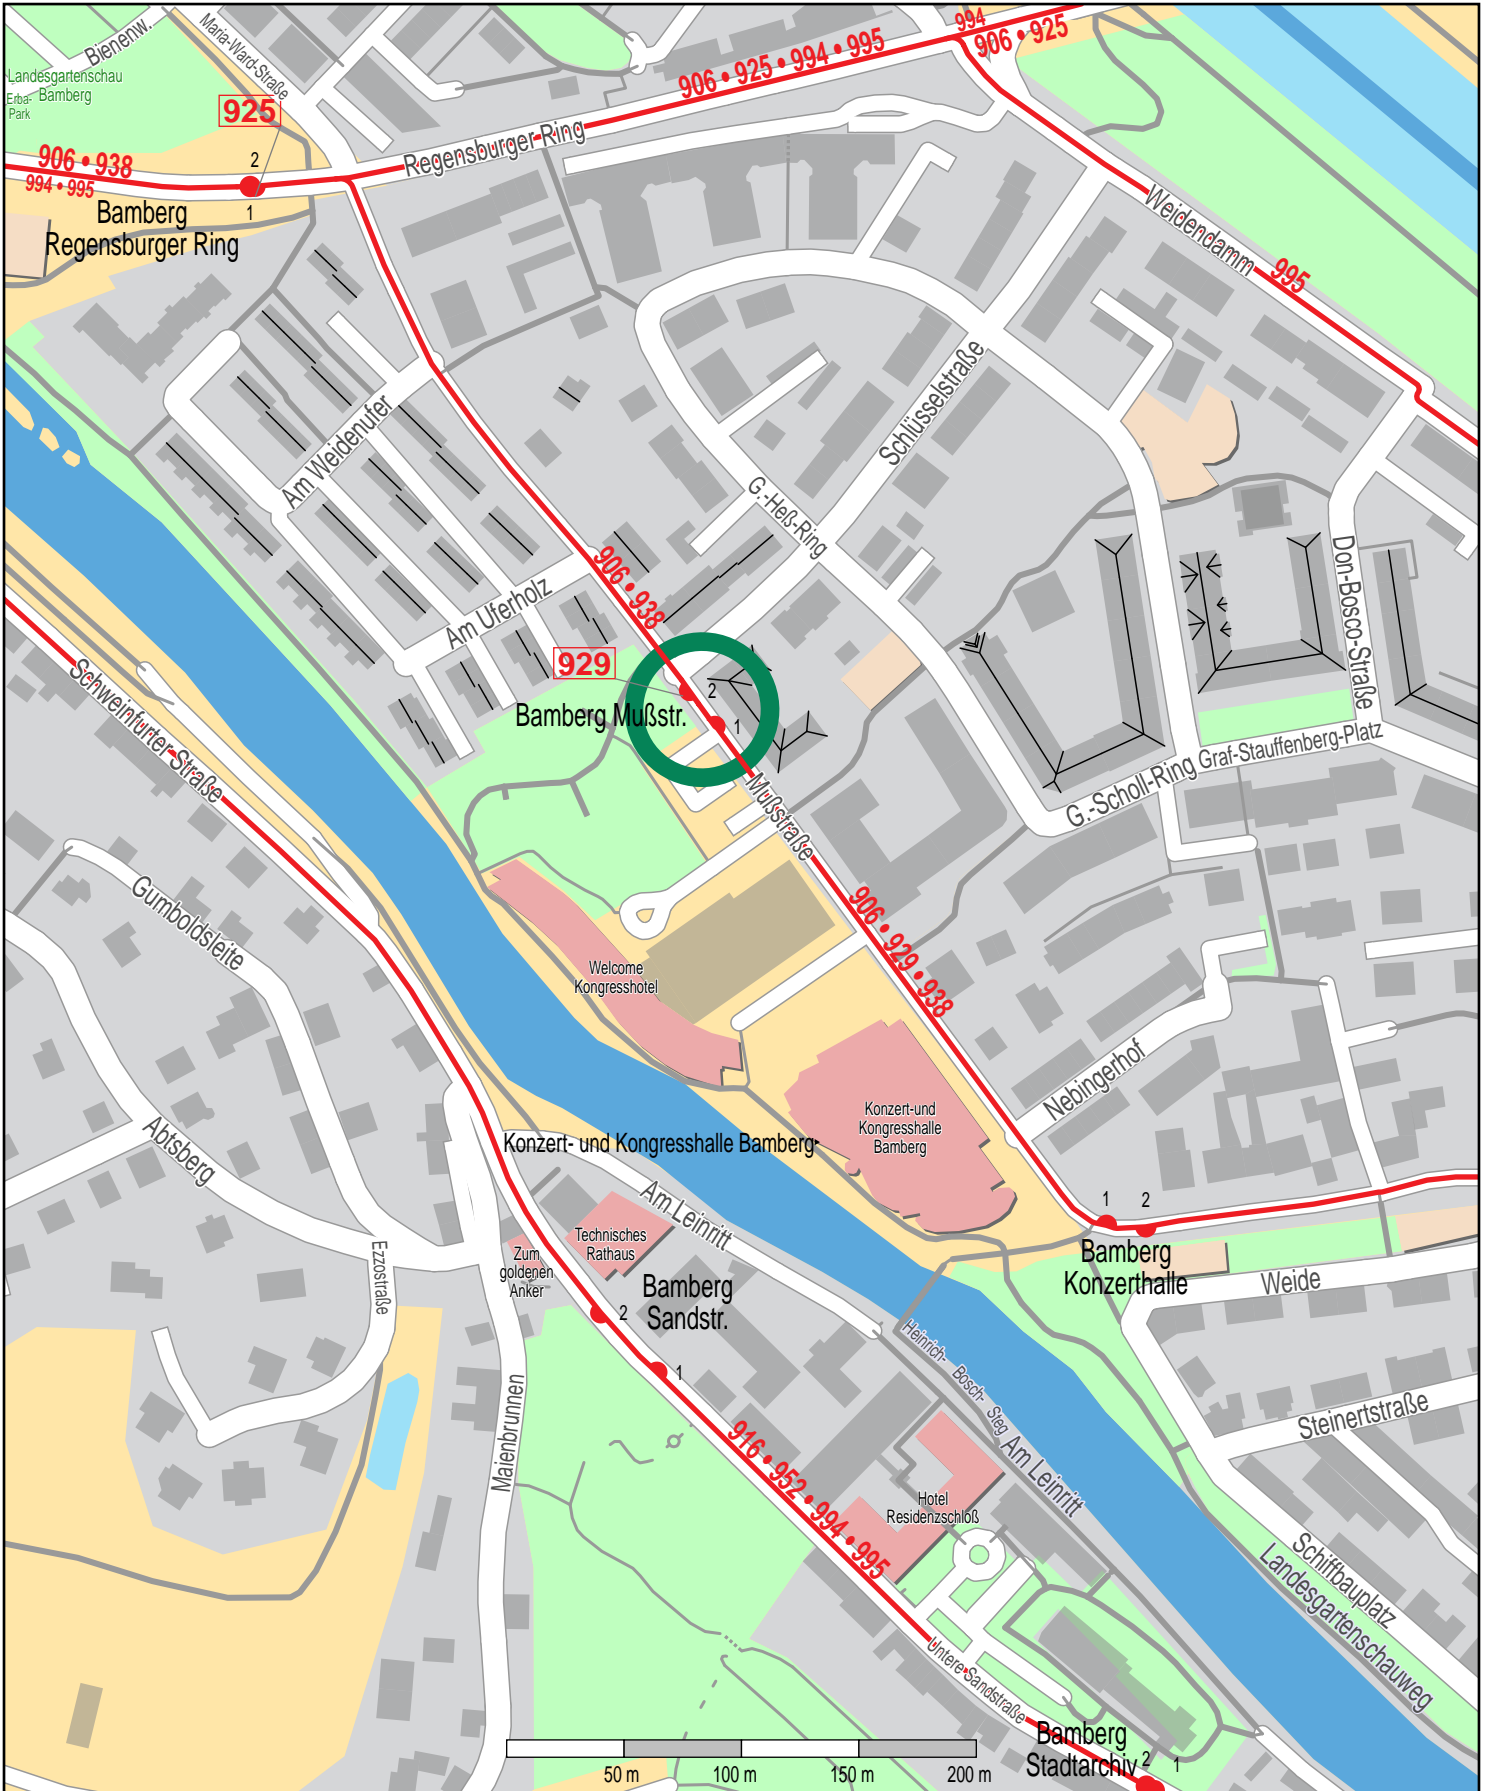 Bienenw.
Maria-Ward-Straße
Landesgartenschau
Bamberg
Erba-
Park
925
994
906 • 925
906 • 925 • 994 • 995
Regensburger Ring
906 • 938
994 • 995
2
1
Bamberg
Regensburger Ring
Weidendamm
995
Schlüsselstraße
Am Weidenufer
G.-Heß-Ring
Don-Bosco-Straße
906 • 938
Am Uferholz
929
2
1
Bamberg Mußstr.
Schweinfurter Straße
Mußstraße
G.-Scholl-Ring
Graf-Stauffenberg-Platz
Gumboldsleite
906 • 929 • 938
Welcome
Kongresshotel
Nebingerhof
Konzert-und
Kongresshalle
Bamberg
Konzert- und Kongresshalle Bamberg
Abtsberg
Am Leinritt
1
2
Bamberg
Konzerthalle
Weide
Technisches
Rathaus
Zum
goldenen
Anker
Ezzostraße
Bamberg
Sandstr.
2
1
Heinrich- Bosch- Steg
Maienbrunnen
Steinertstraße
Am Leinritt
916 • 952 • 994 • 995
Hotel
Residenzschloß
Schiffbauplatz
Landesgartenschauweg
Untere Sandstraße
Bamberg
Stadtarchiv
2
1
50 m
100 m
150 m
200 m